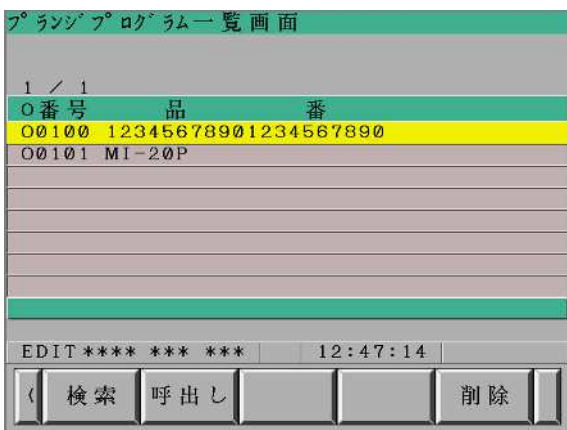 プランジプログラム一覧画面
1 / 1
O番号 品 番
O0100 12345678901234567890
O0101 MI-20P
EDIT **** *** *** 12:47:14
( 検索 呼出し 削除